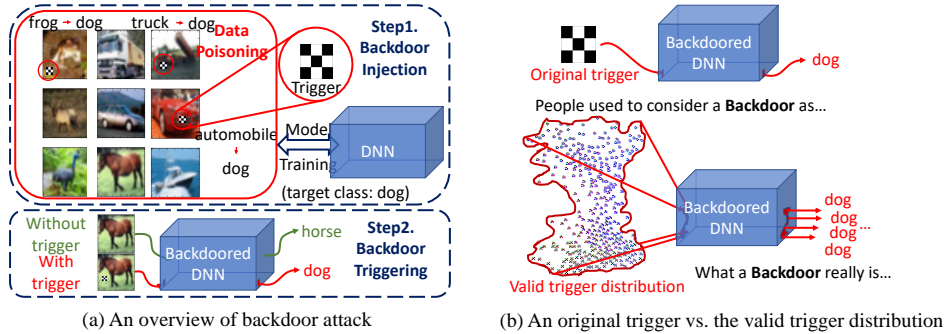 frog → dog
truck → dog
Data
Poisoning
Step1.
Backdoor
Injection
Trigger
automobile
→
dog
Model
Training
DNN
(target class: dog)
Without
trigger
With
trigger
Backdoored
DNN
horse
dog
Step2.
Backdoor
Triggering
(a) An overview of backdoor attack
Original trigger
Backdoored
DNN
dog
People used to consider a Backdoor as...
Backdoored
DNN
dog
dog
...
dog
dog
Valid trigger distribution
What a Backdoor really is...
(b) An original trigger vs. the valid trigger distribution